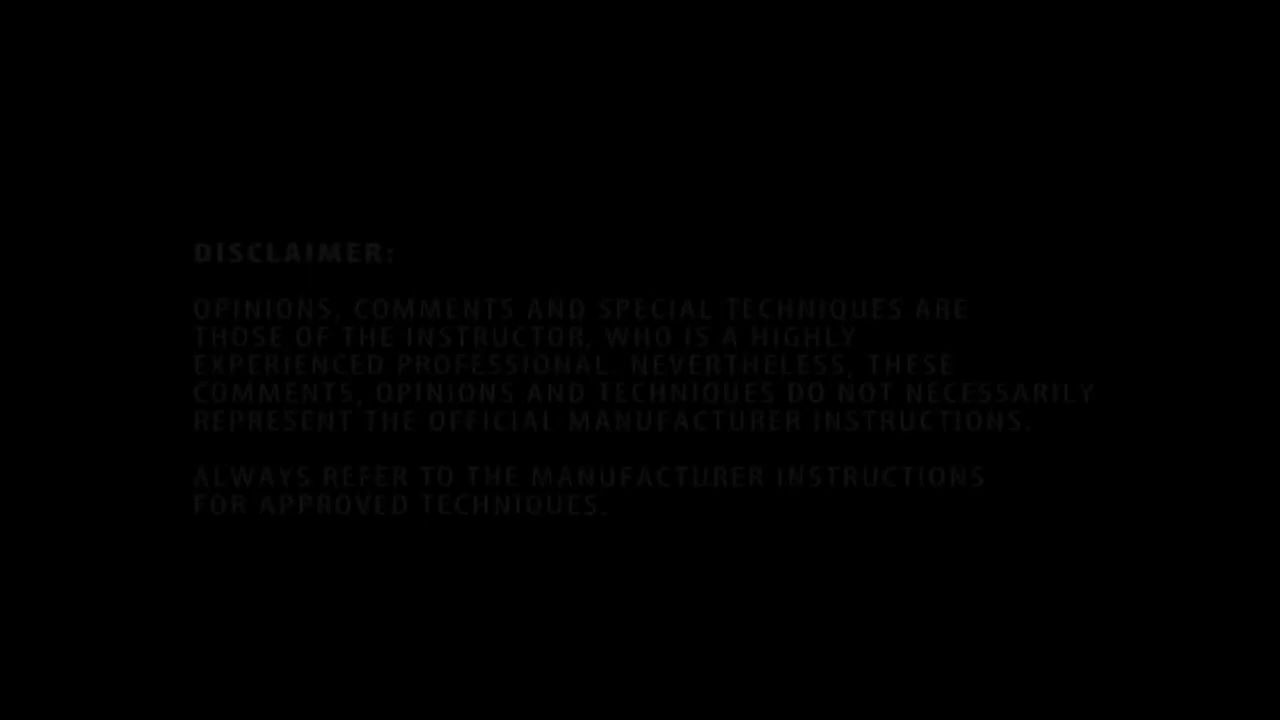 DISCLAIMER:
OPINIONS, COMMENTS AND SPECIAL TECHNIQUES ARE
THOSE OF THE INSTRUCTOR, WHO IS A HIGHLY
EXPERIENCED PROFESSIONAL. NEVERTHELESS, THESE
COMMENTS, OPINIONS AND TECHNIQUES DO NOT NECESSARILY
REPRESENT THE OFFICIAL MANUFACTURER INSTRUCTIONS.
ALWAYS REFER TO THE MANUFACTURER INSTRUCTIONS
FOR APPROVED TECHNIQUES.